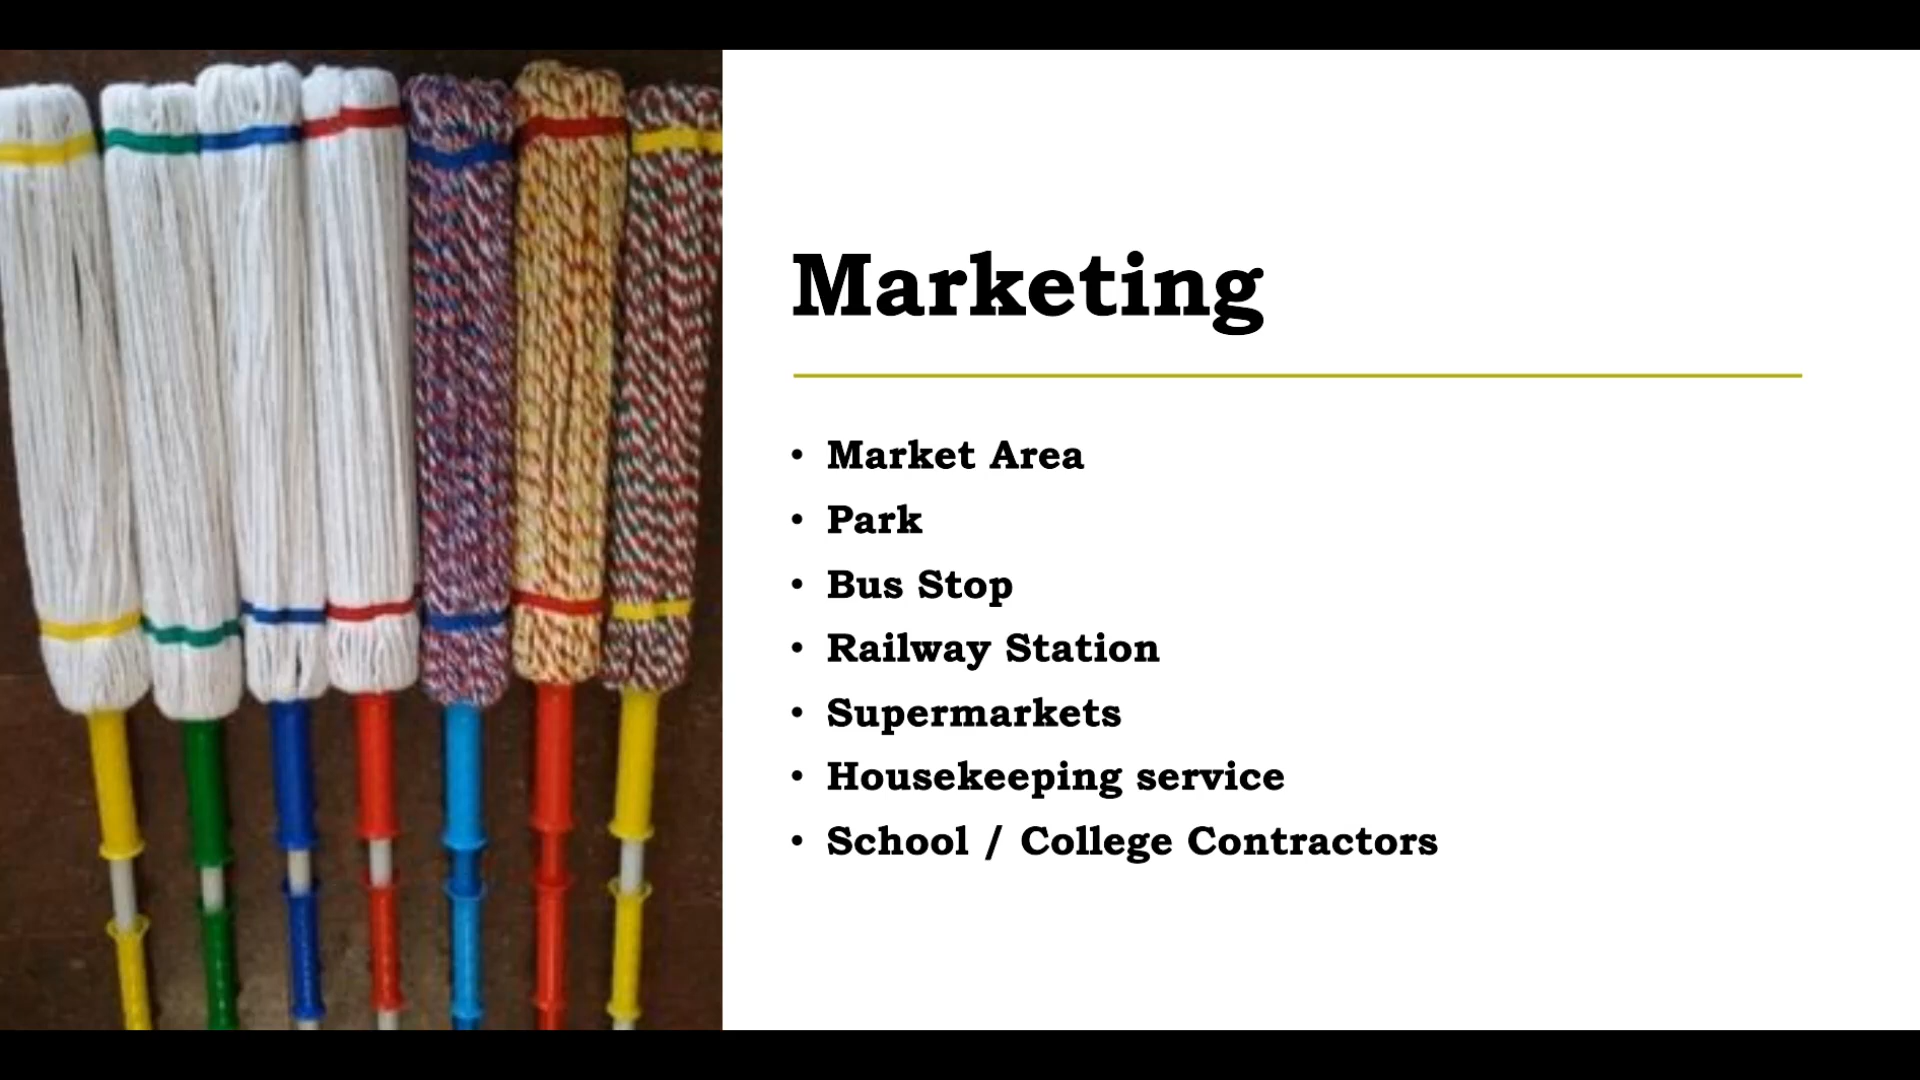 Marketing
• Market Area
• Park
• Bus Stop
• Railway Station
• Supermarkets
• Housekeeping service
• School / College Contractors